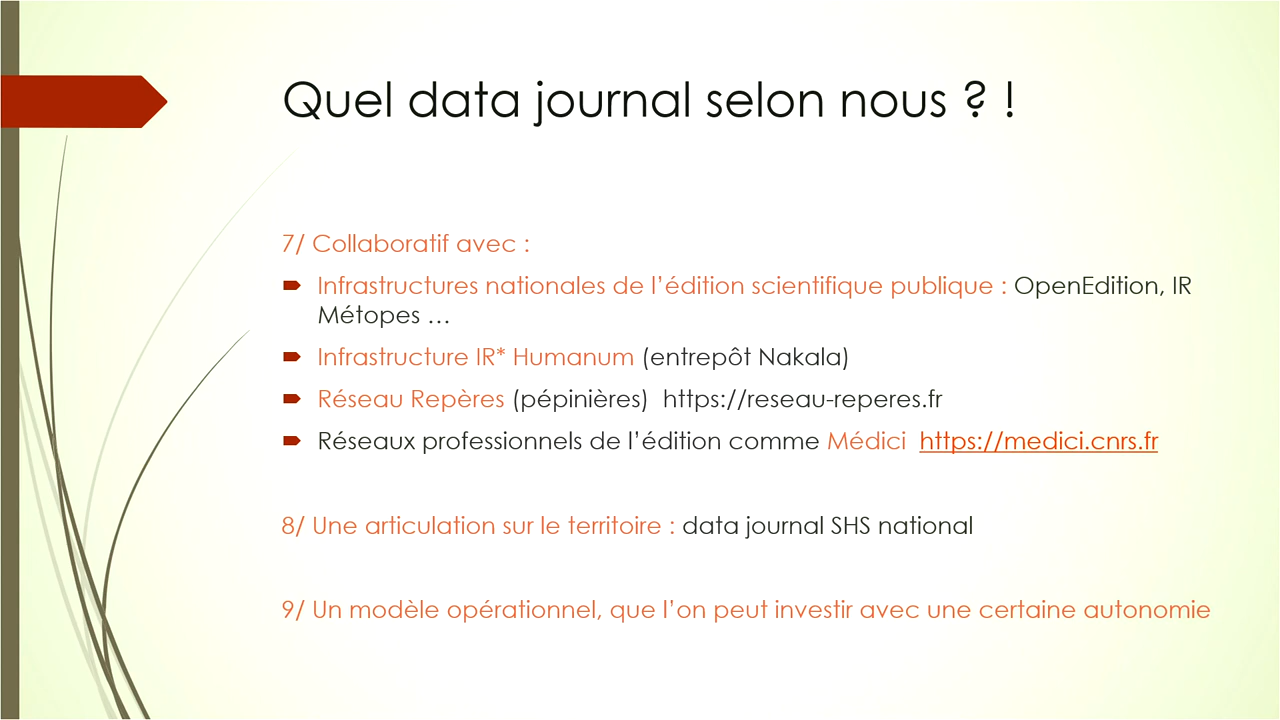 Quel data journal selon nous ? !
7/ Collaboratif avec :
Infrastructures nationales de l’édition scientifique publique : OpenEdition, IR
Métopes …
Infrastructure IR* Humanum (entrepôt Nakala)
Réseau Repères (pépinières) https://reseau-reperes.fr
Réseaux professionnels de l’édition comme Médici https://medici.cnrs.fr
8/ Une articulation sur le territoire : data journal SHS national
9/ Un modèle opérationnel, que l’on peut investir avec une certaine autonomie